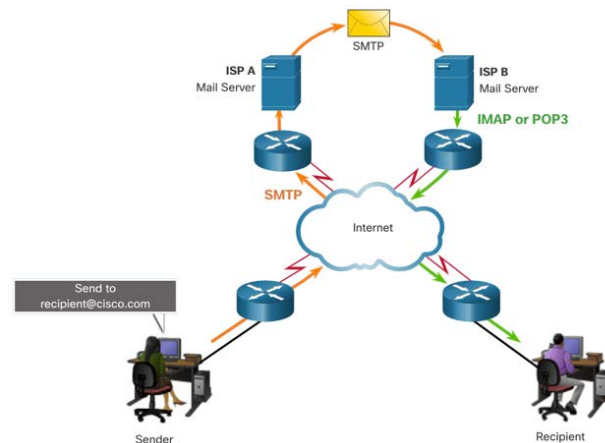 SMTP
ISP A
Mail Server
ISP B
Mail Server
IMAP or POP3
SMTP
Internet
Send to
recipient@cisco.com
Sender
Recipient